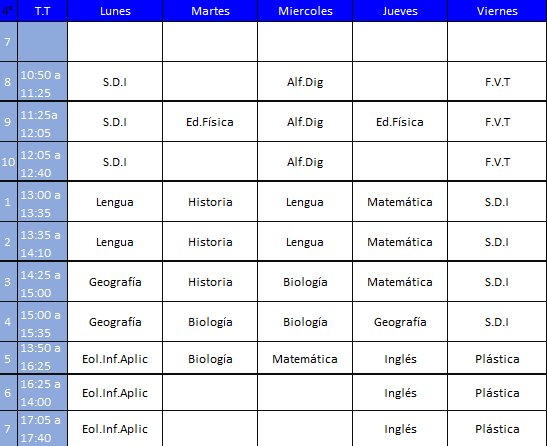 4° T.T Lunes Martes Miercoles Jueves Viernes
7
8 10:50 a 11:25 S.D.I Alf.Dig F.V.T
9 11:25a 12:05 S.D.I Ed.Física Alf.Dig Ed.Física F.V.T
10 12:05 a 12:40 S.D.I Alf.Dig F.V.T
1 13:00 a 13:35 Lengua Historia Lengua Matemática S.D.I
2 13:35 a 14:10 Lengua Historia Lengua Matemática S.D.I
3 14:25 a 15:00 Geografía Historia Biología Matemática S.D.I
4 15:00 a 15:35 Geografía Biología Biología Geografía S.D.I
5 13:50 a 16:25 Eol.Inf.Aplic Biología Matemática Inglés Plástica
6 16:25 a 14:00 Eol.Inf.Aplic Inglés Plástica
7 17:05 a 17:40 Eol.Inf.Aplic Inglés Plástica